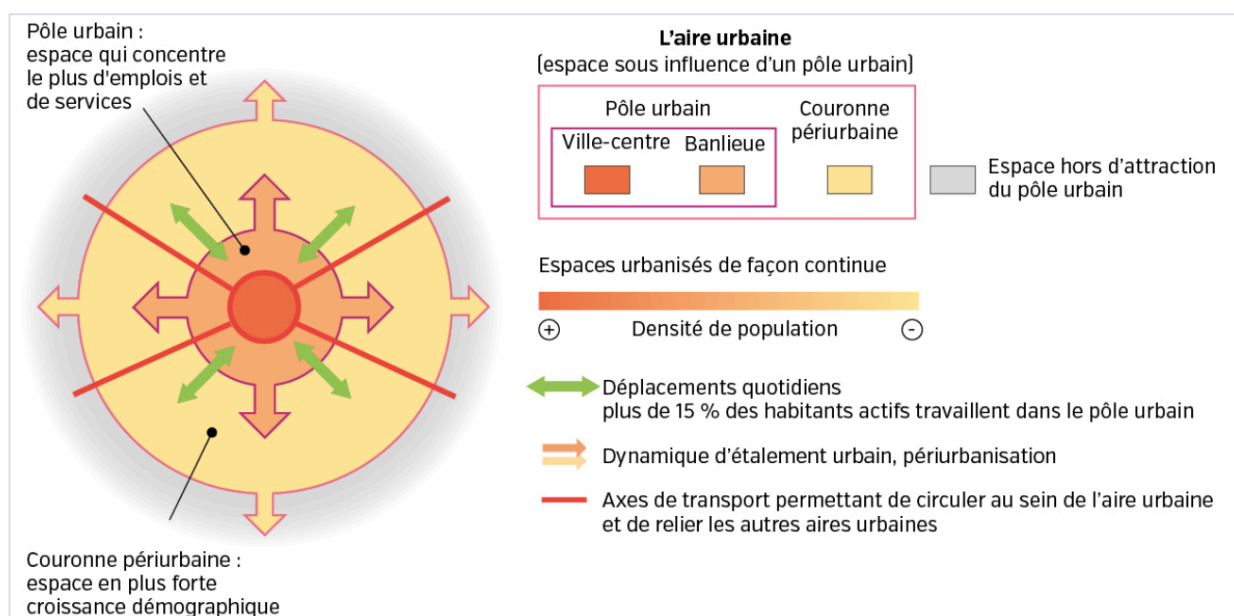 Pôle urbain :
espace qui concentre
le plus d'emplois et
de services
L'aire urbaine
(espace sous influence d'un pôle urbain)
Pôle urbain
Couronne
périurbaine
Ville-centre
Banlieue
Espace hors d'attraction
du pôle urbain
Espaces urbanisés de façon continue
+
Densité de population
-
Déplacements quotidiens
plus de 15 % des habitants actifs travaillent dans le pôle urbain
Dynamique d'étalement urbain, périurbanisation
Axes de transport permettant de circuler au sein de l'aire urbaine
et de relier les autres aires urbaines
Couronne périurbaine :
espace en plus forte
croissance démographique